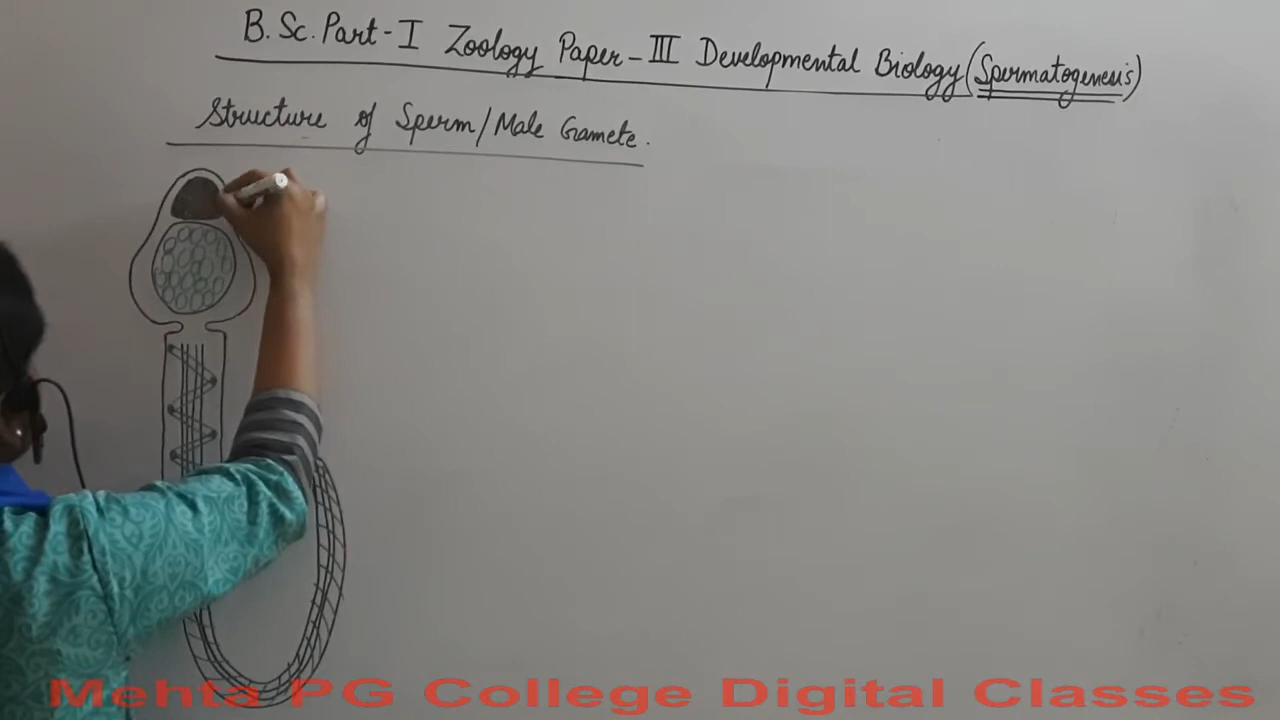 B. Sc. Part - I Zoology Paper - III Developmental Biology (Spermatogenesis)
Structure of Sperm/Male Gamete.
Mehta PG College Digital Classes